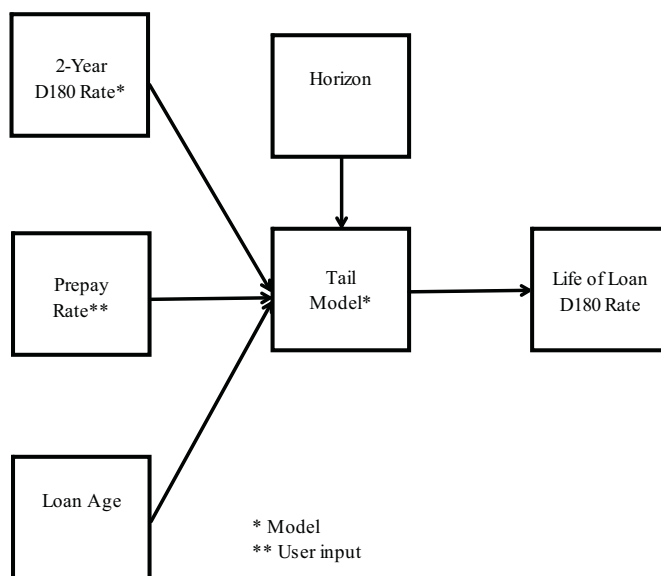 2-Year
D180 Rate*
Horizon
Prepay
Rate**
Tail
Model*
Life of Loan
D180 Rate
Loan Age
* Model
** User input